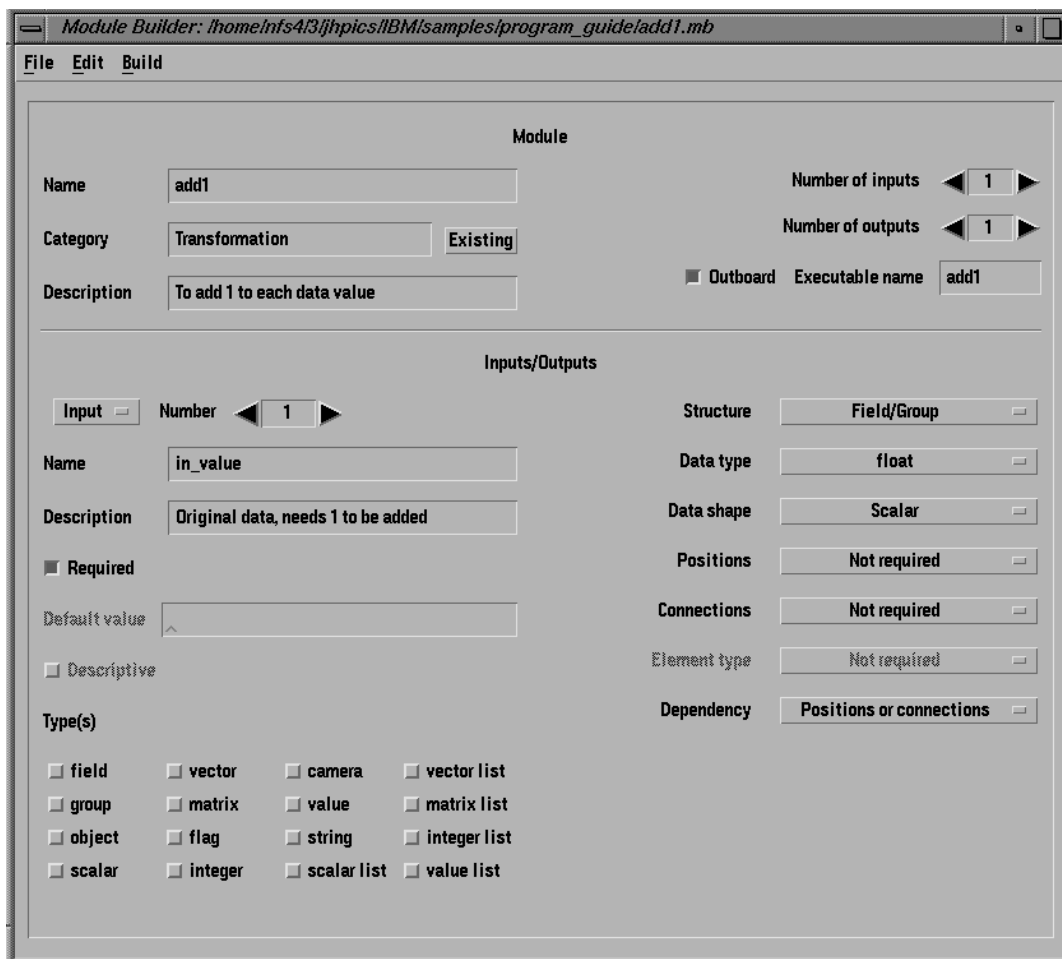 Module Builder: /home/nfs4/3/jhpics/IBM/samples/program_guide/add1.mb
File Edit Build
Module
Name add1
Number of inputs 1
Category Transformation Existing
Number of outputs 1
Description To add 1 to each data value
Outboard Executable name add1
Inputs/Outputs
Input Number 1
Structure Field/Group
Name in_value
Data type float
Description Original data, needs 1 to be added
Data shape Scalar
Required
Positions Not required
Default value
Connections Not required
Descriptive
Element type Not required
Type(s)
Dependency Positions or connections
field vector camera vector list
group matrix value matrix list
object flag string integer list
scalar integer scalar list value list